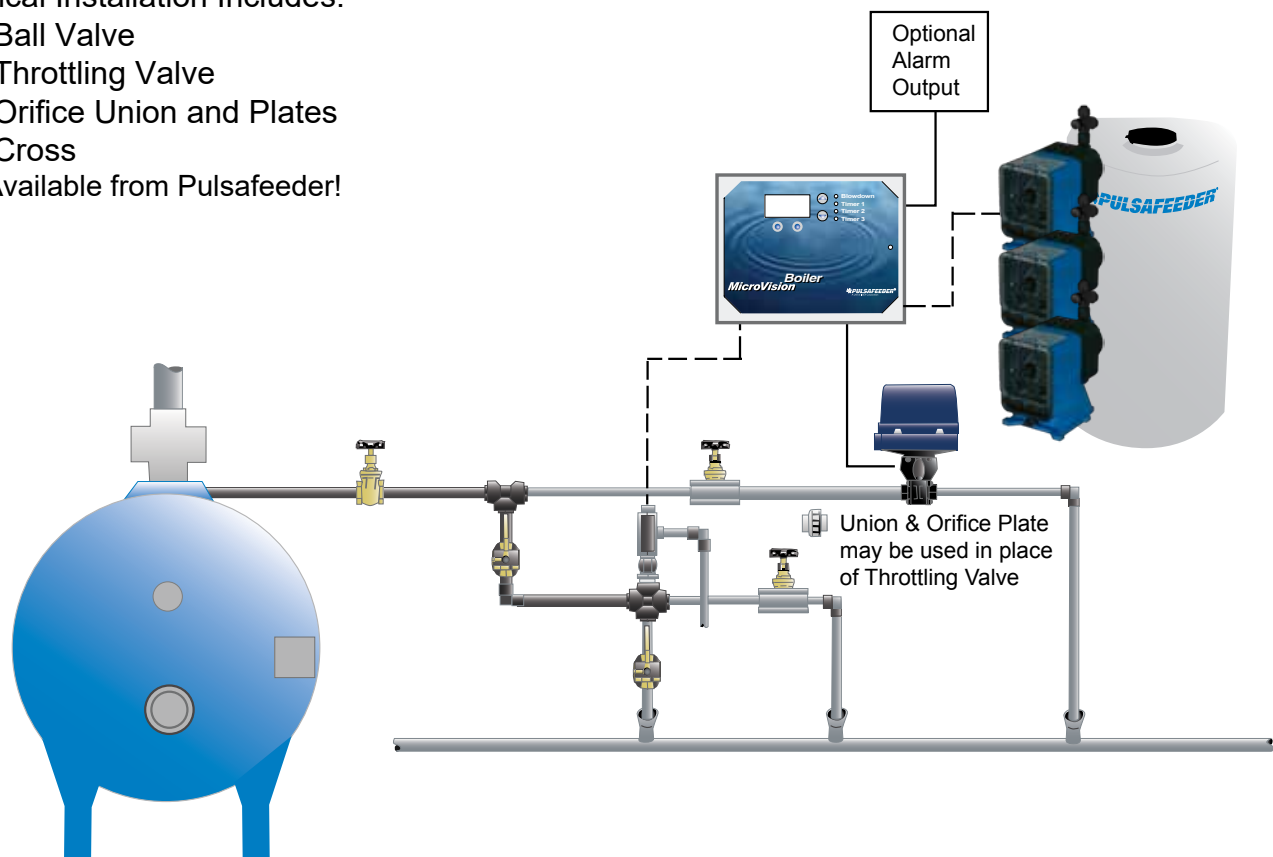 Installation Includes:
Ball Valve
Throttling Valve
Orifice Union and Plates
Cross
Available from Pulsafeeder!
Optional
Alarm
Output
Blowdown
Timer 1
Timer 2
Timer 3
Boiler
MicroVision
PULSAFEEDER
PULSAFEEDER
Union & Orifice Plate
may be used in place
of Throttling Valve